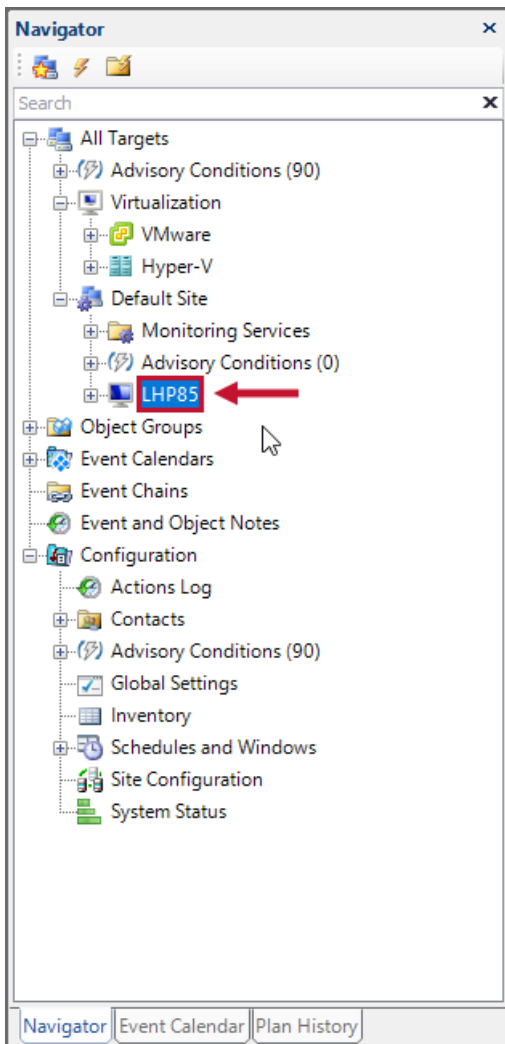 Navigator
Search
All Targets
Advisory Conditions (90)
Virtualization
VMware
Hyper-V
Default Site
Monitoring Services
Advisory Conditions (0)
LHP85
Object Groups
Event Calendars
Event Chains
Event and Object Notes
Configuration
Actions Log
Contacts
Advisory Conditions (90)
Global Settings
Inventory
Schedules and Windows
Site Configuration
System Status
Navigator Event Calendar Plan History